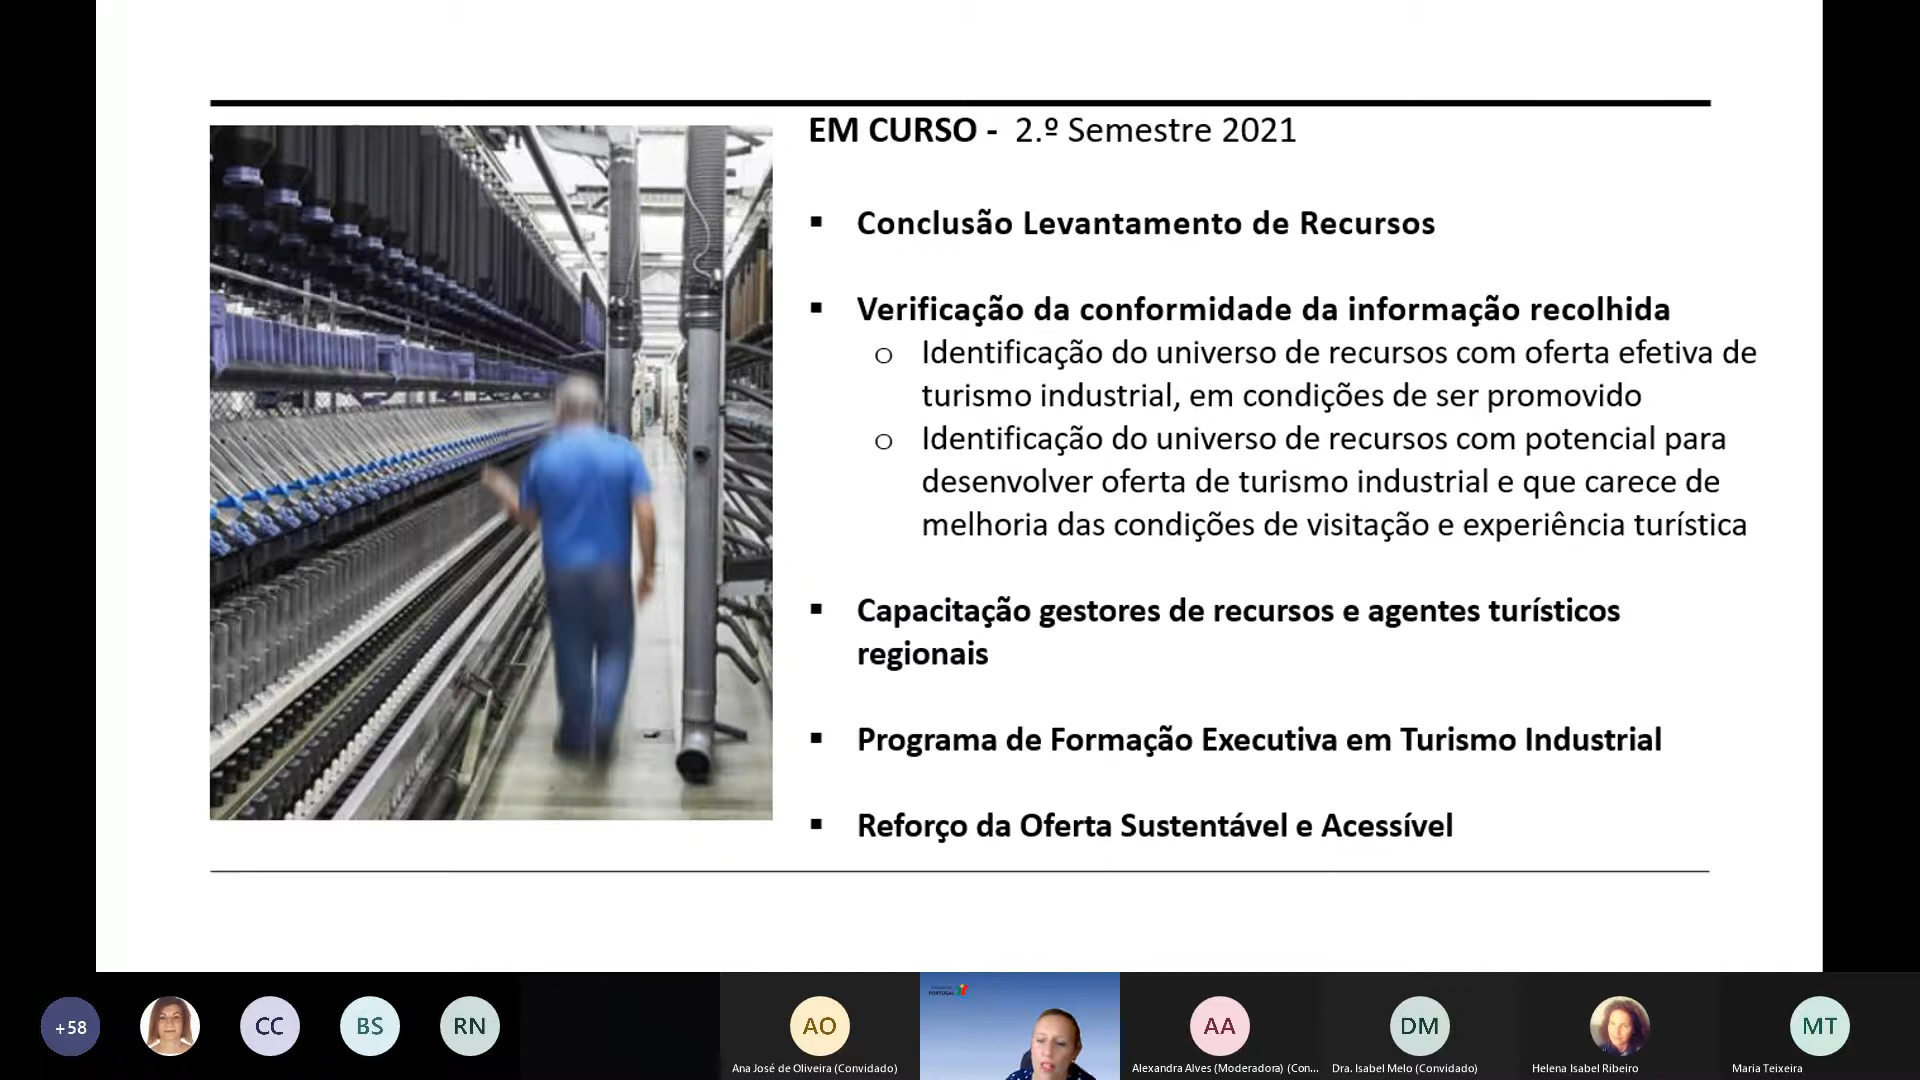 EM CURSO - 2.º Semestre 2021
▪ Conclusão Levantamento de Recursos
▪ Verificação da conformidade da informação recolhida
o Identificação do universo de recursos com oferta efetiva de
turismo industrial, em condições de ser promovido
o Identificação do universo de recursos com potencial para
desenvolver oferta de turismo industrial e que carece de
melhoria das condições de visitação e experiência turística
▪ Capacitação gestores de recursos e agentes turísticos
regionais
▪ Programa de Formação Executiva em Turismo Industrial
▪ Reforço da Oferta Sustentável e Acessível
+58
CC
BS
RN
AO
Ana José de Oliveira (Convidado)
PORTUGAL
AA
Alexandra Alves (Moderadora) (Con...
DM
Dra. Isabel Melo (Convidado)
Helena Isabel Ribeiro
MT
Maria Teixeira